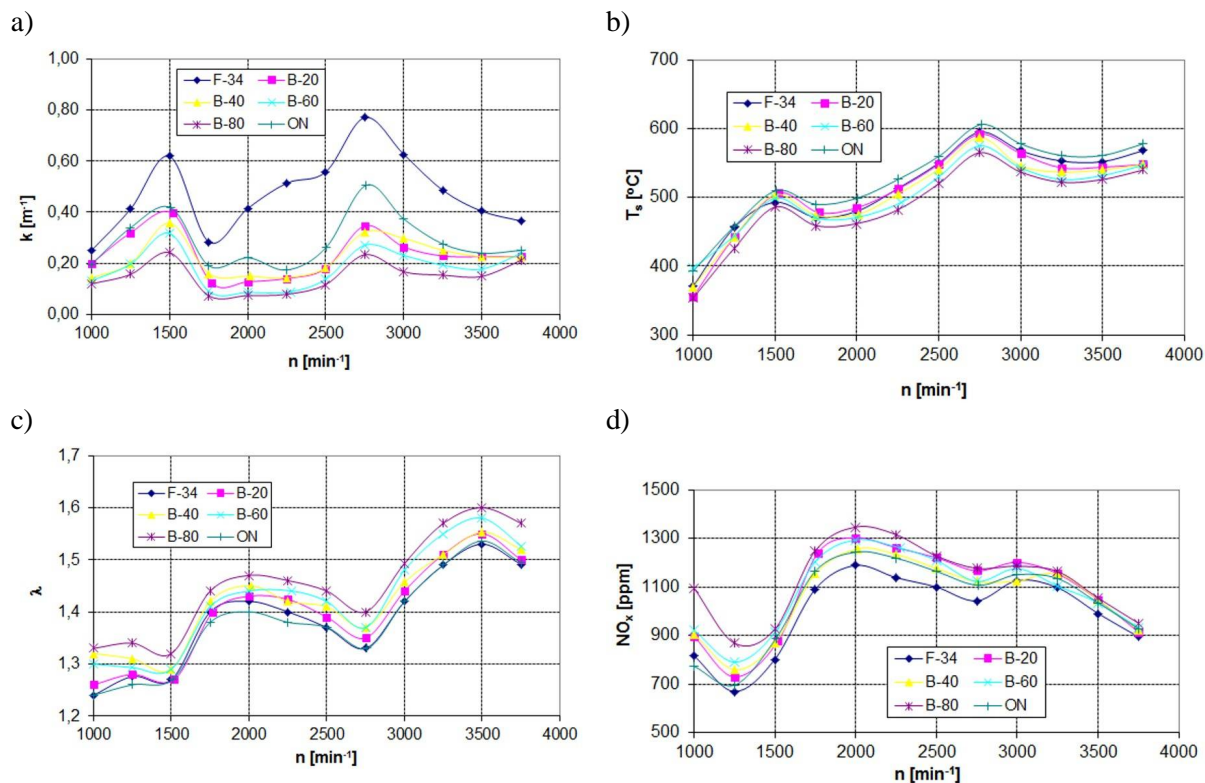 a)
1,00
0,80
0,60
0,40
0,20
0,00
k [m-1]
F-34 B-20
B-40 B-60
B-80 ON
1000 1500 2000 2500 3000 3500 4000
n [min-1]
b)
700
600
500
400
300
Ts [°C]
F-34 B-20
B-40 B-60
B-80 ON
1000 1500 2000 2500 3000 3500 4000
n [min-1]
c)
1,7
1,6
1,5
1,4
1,3
1,2
λ
F-34 B-20
B-40 B-60
B-80 ON
1000 1500 2000 2500 3000 3500 4000
n [min-1]
d)
1500
1300
1100
900
700
500
NOx [ppm]
F-34 B-20
B-40 B-60
B-80 ON
1000 1500 2000 2500 3000 3500 4000
n [min-1]